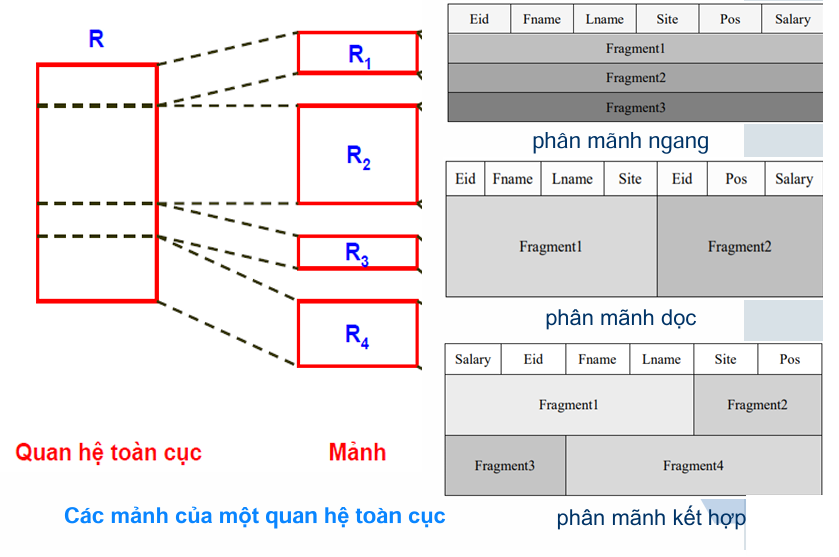 R
R1
R2
R3
R4
Quan hệ toàn cục
Mảnh
Các mảnh của một quan hệ toàn cục
Eid Fname Lname Site Pos Salary
Fragment1
Fragment2
Fragment3
phân mãnh ngang
Eid Fname Lname Site Eid Pos Salary
Fragment1 Fragment2
phân mãnh dọc
Salary Eid Fname Lname Site Pos
Fragment1 Fragment2
Fragment3 Fragment4
phân mãnh kết hợp